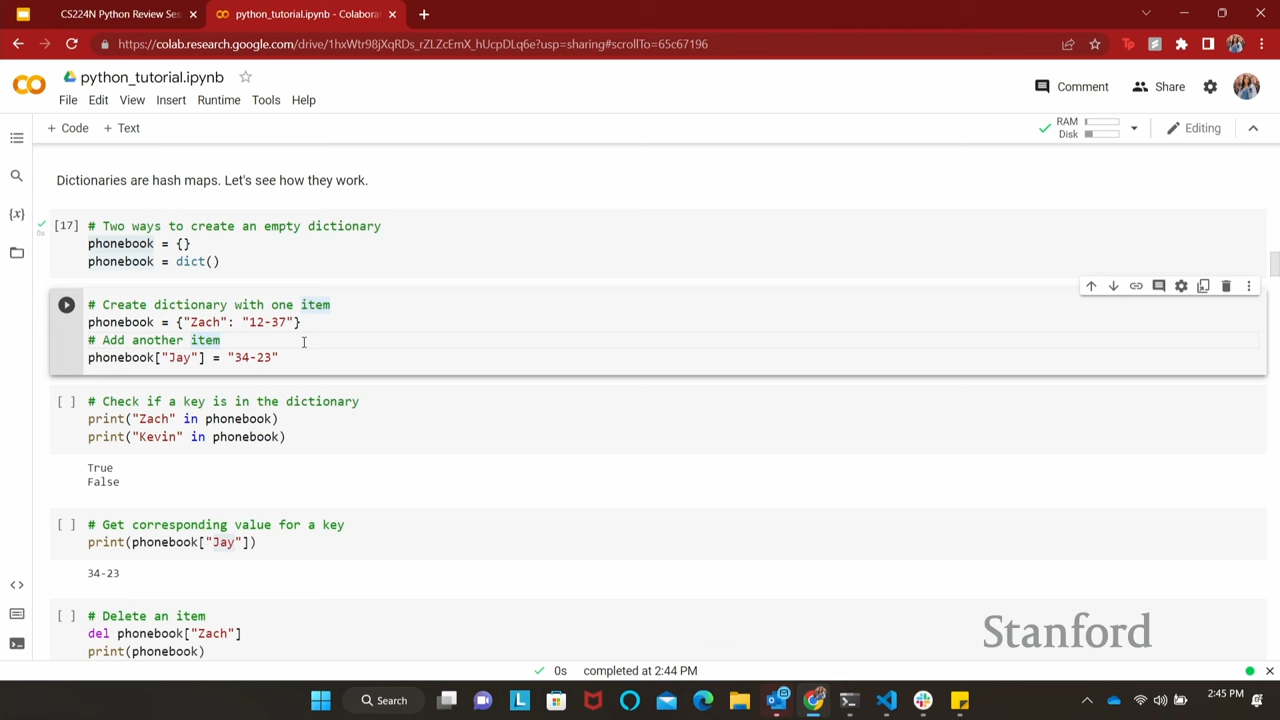 CS224N Python Review Ses
python_tutorial.ipynb - Colabora
https://colab.research.google.com/drive/1hxWtr98jXqRDs_rZLZcEmX_hUcpDLq6e?usp=sharing#scrollTo=65c67196
python_tutorial.ipynb
File Edit View Insert Runtime Tools Help
Comment
Share
+ Code + Text
RAM
Disk
Editing
Dictionaries are hash maps. Let's see how they work.
[17] # Two ways to create an empty dictionary
phonebook = {}
phonebook = dict()
# Create dictionary with one item
phonebook = {"Zach": "12-37"}
# Add another item
phonebook["Jay"] = "34-23"
[ ] # Check if a key is in the dictionary
print("Zach" in phonebook)
print("Kevin" in phonebook)
True
False
[ ] # Get corresponding value for a key
print(phonebook["Jay"])
34-23
[ ] # Delete an item
del phonebook["Zach"]
print(phonebook)
Stanford
0s completed at 2:44 PM
Search
2:45 PM